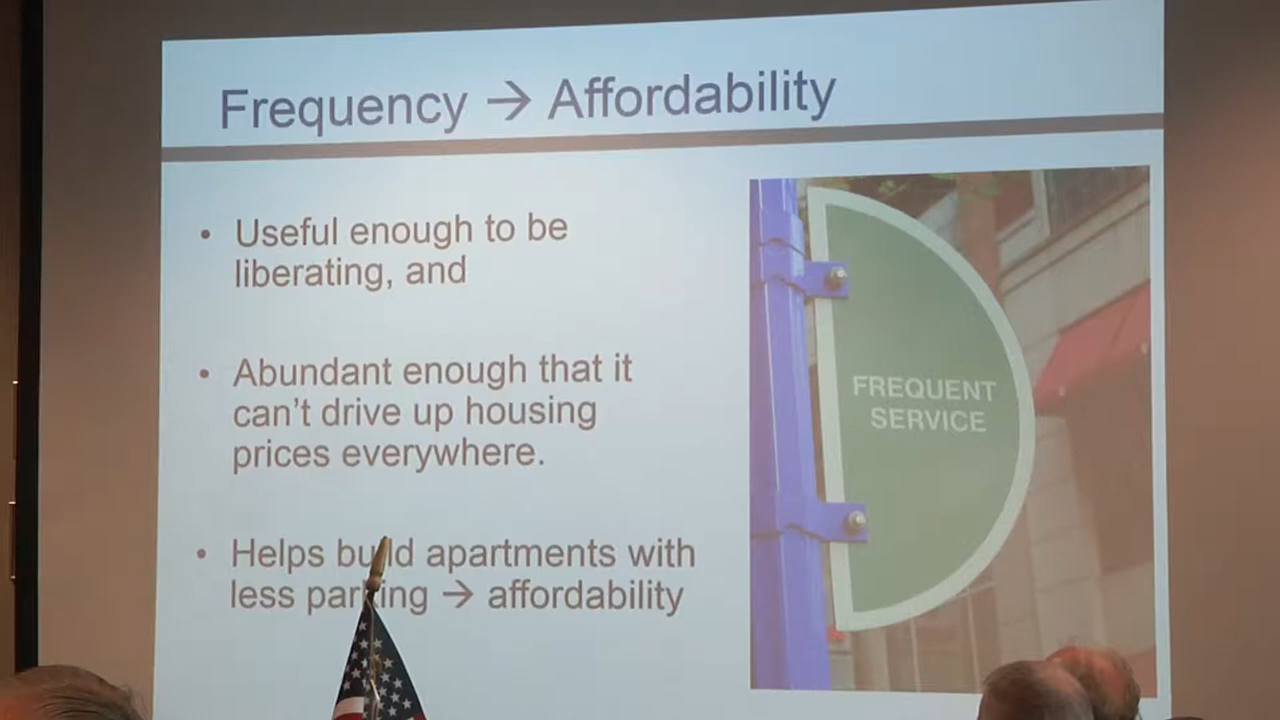 Frequency → Affordability
• Useful enough to be
liberating, and
• Abundant enough that it
can't drive up housing
prices everywhere.
• Helps build apartments with
less parking → affordability
FREQUENT
SERVICE